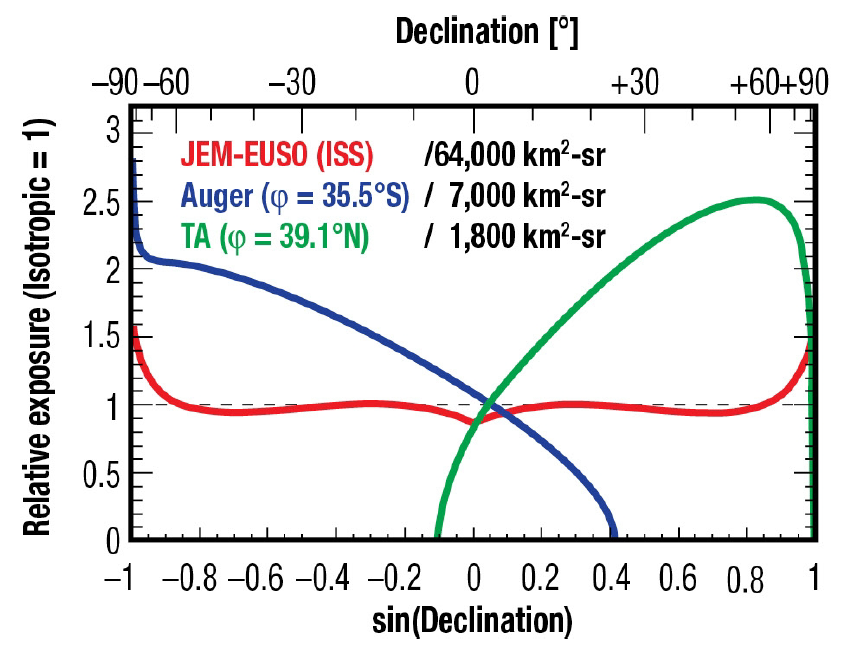 Declination [°]
–90 –60 –30 0 +30 +60 +90
Relative exposure (Isotropic = 1)
3
2.5
2
1.5
1
0.5
0
JEM-EUSO (ISS) /64,000 km²-sr
Auger (φ = 35.5°S) / 7,000 km²-sr
TA (φ = 39.1°N) / 1,800 km²-sr
–1 –0.8 –0.6 –0.4 –0.2 0 0.2 0.4 0.6 0.8 1
sin(Declination)